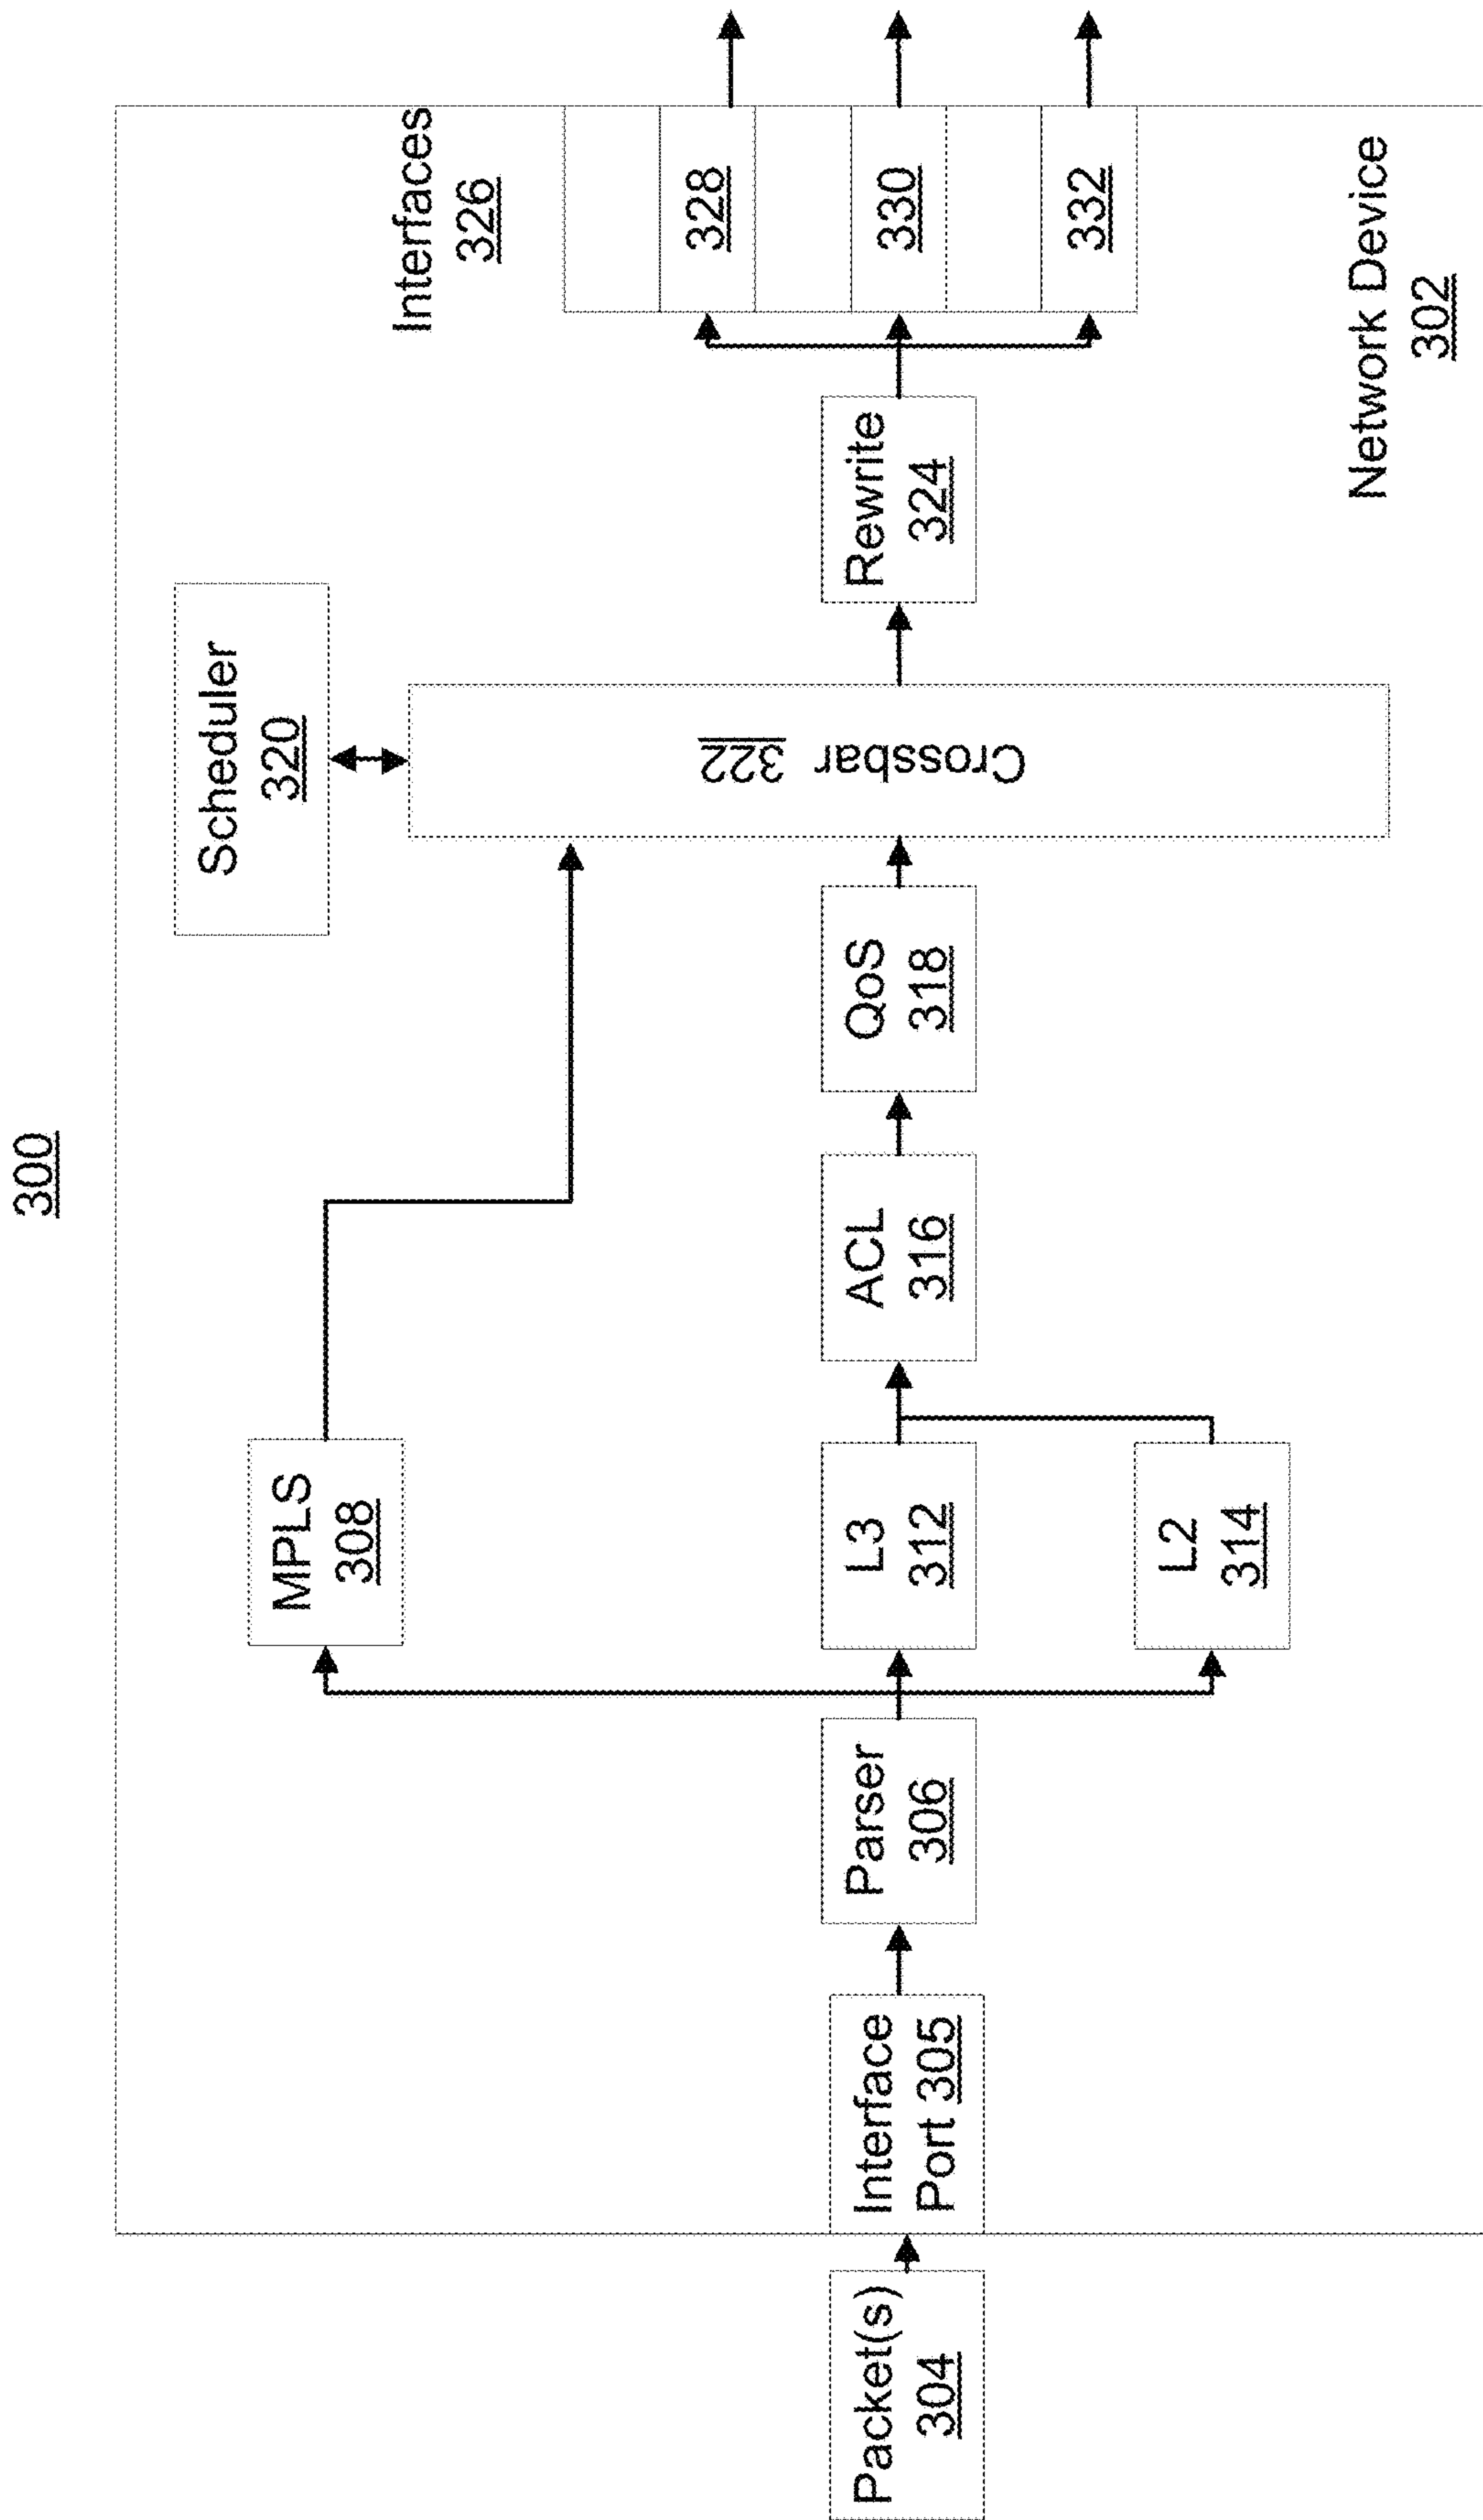 300
Packet(s)
304
Interface
Port 305
Parser
306
MPLS
308
L3
312
L2
314
ACL
316
QoS
318
Scheduler
320
Crossbar 322
Rewrite
324
Interfaces
326
328
330
332
Network Device
302